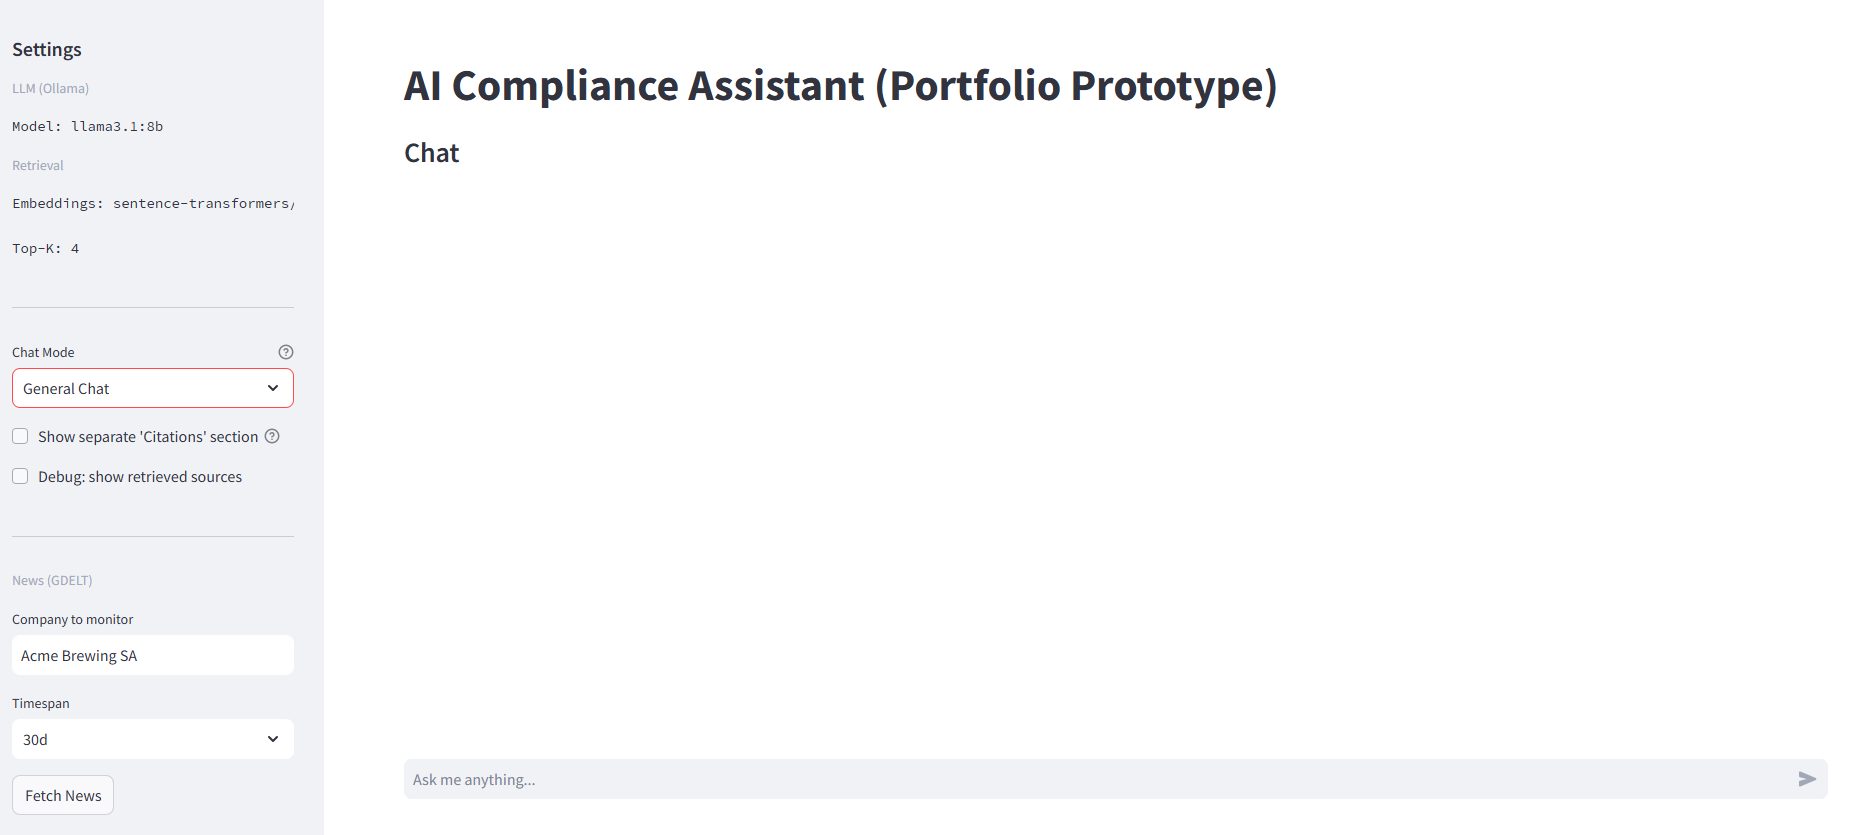 Settings
LLM (Ollama)
Model: llama3.1:8b
Retrieval
Embeddings: sentence-transformers/
Top-K: 4
Chat Mode
General Chat
Show separate 'Citations' section
Debug: show retrieved sources
News (GDELT)
Company to monitor
Acme Brewing SA
Timespan
30d
Fetch News
AI Compliance Assistant (Portfolio Prototype)
Chat
Ask me anything...